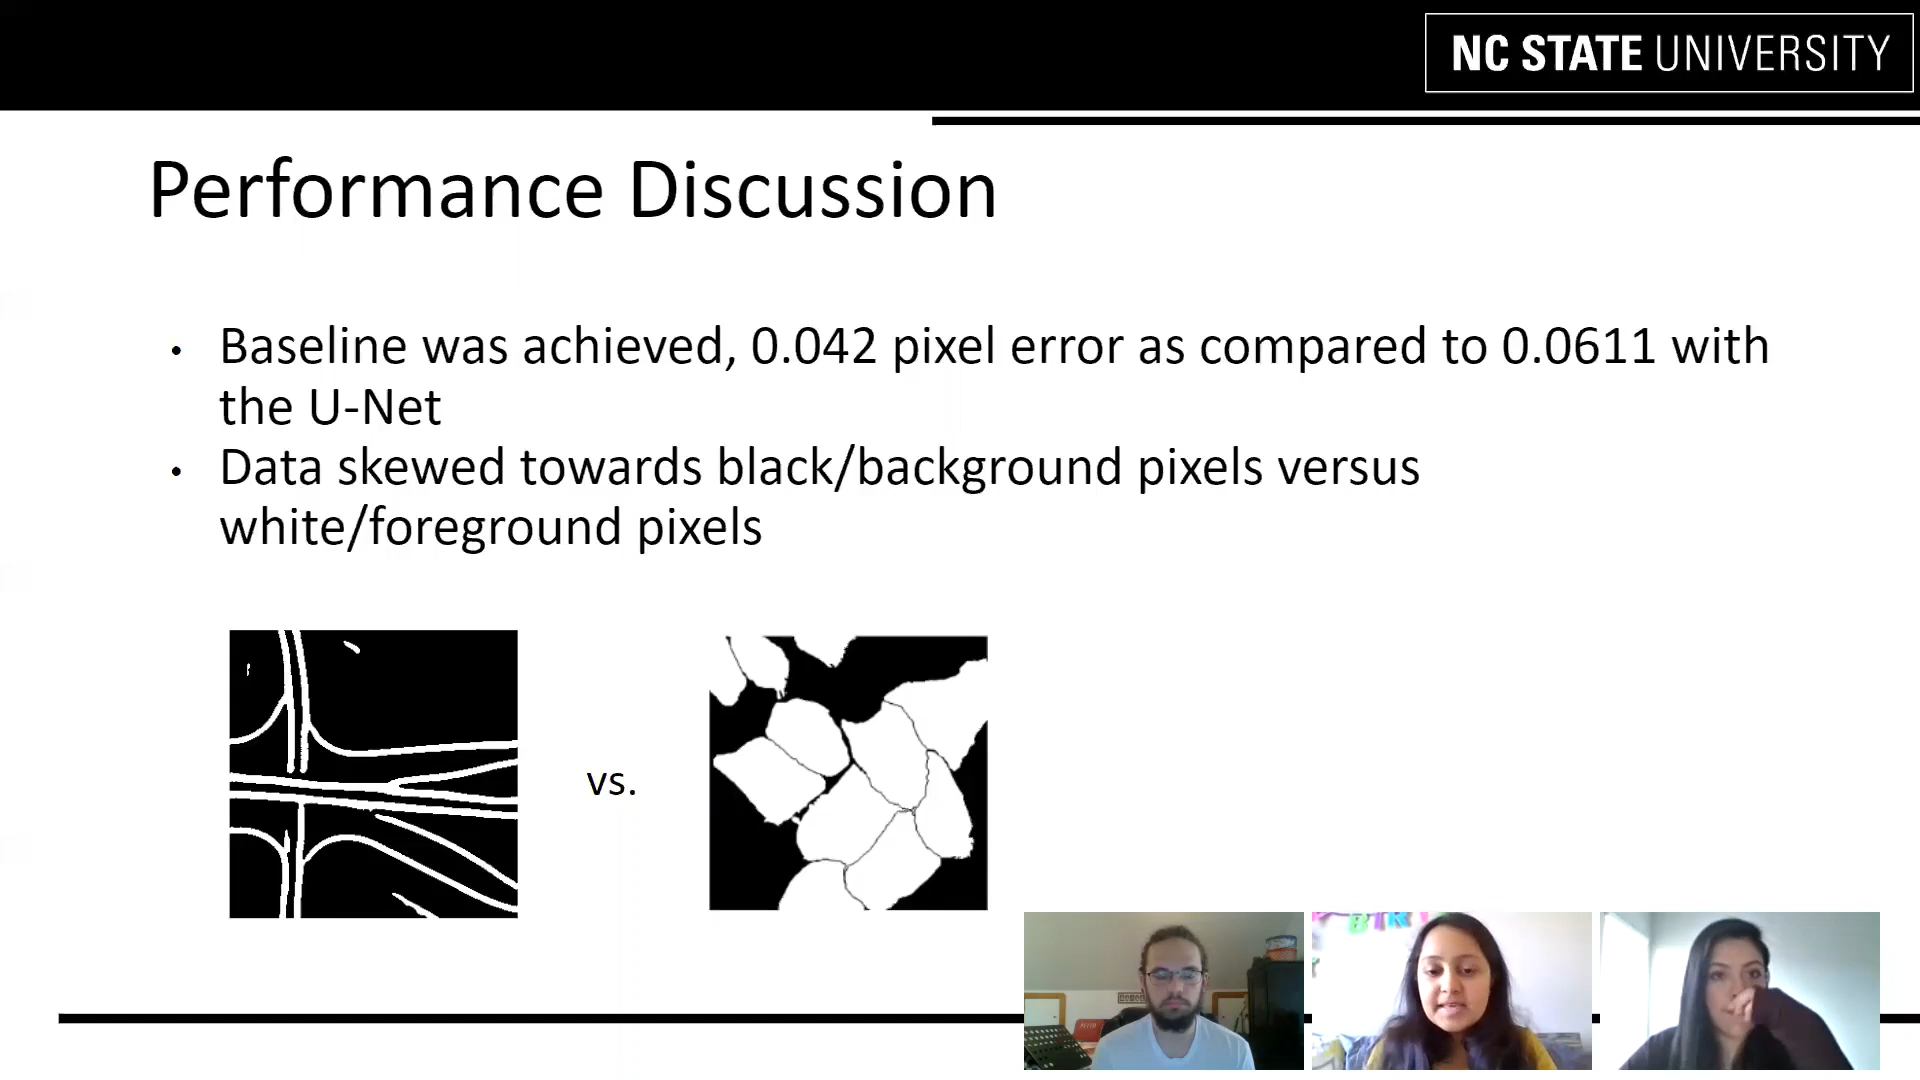 NC STATE UNIVERSITY
Performance Discussion
• Baseline was achieved, 0.042 pixel error as compared to 0.0611 with
the U-Net
• Data skewed towards black/background pixels versus
white/foreground pixels
vs.